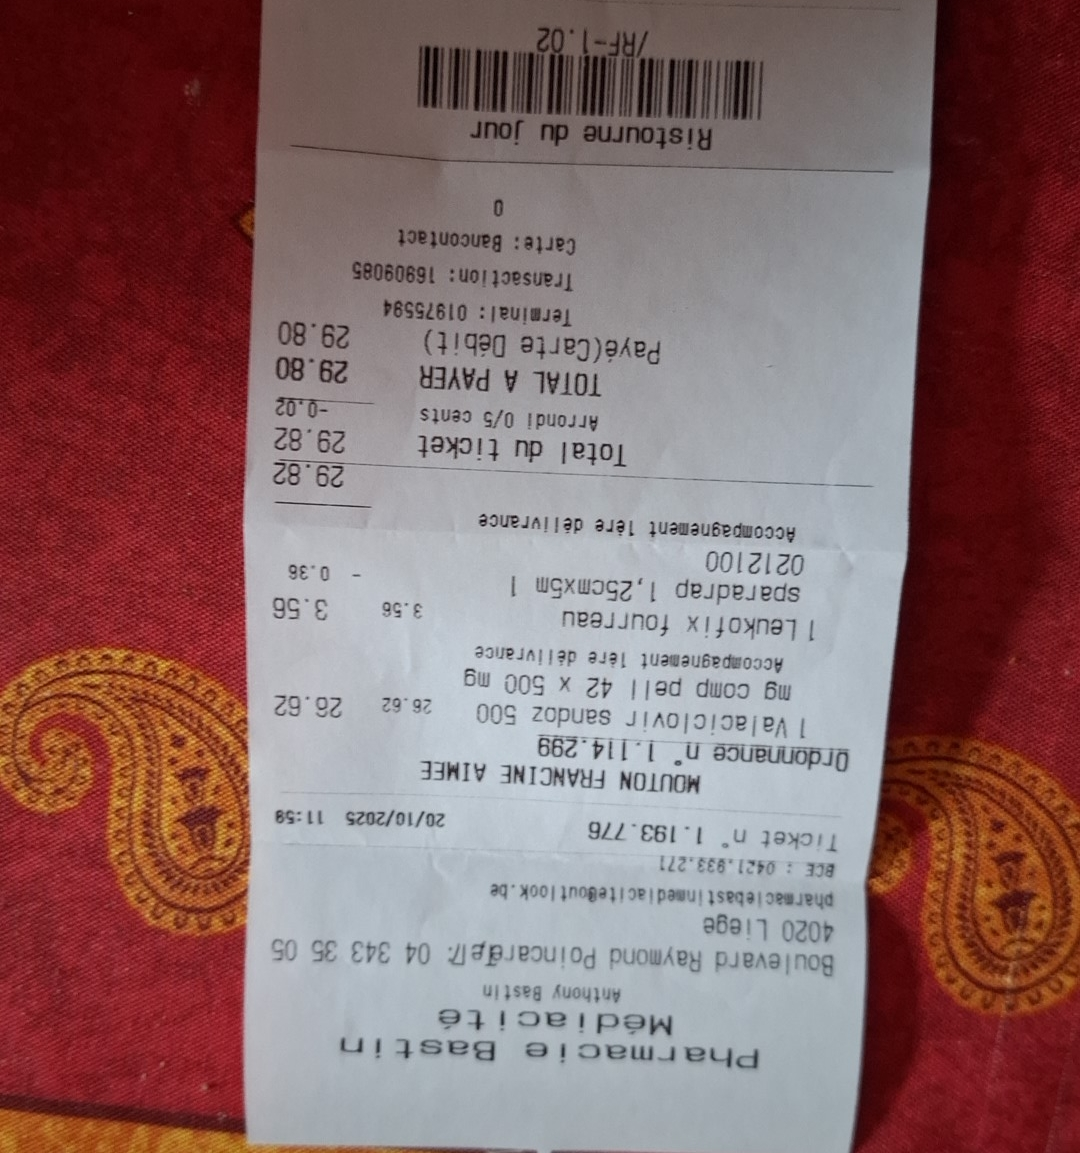 Pharmacie Bastin
Médiacité
Anthony Bastin
Boulevard Raymond Poincaré 7. 04 343 35 05
4020 Liege
pharmaciebastinmediacite@outlook.be
BCE : 0421.933.271
Ticket n° 1.193.776 20/10/2025 11:59
MOUTON FRANCINE AIMEE
Ordonnance n° 1.114.299
1 Valaciclovir sandoz 500 26.62 26.62
mg comp pell 42 x 500 mg
Accompagnement 1ère délivrance
1 Leukofix fourreau 3.56 3.56
sparadrap 1,25cmx5m 1 - 0.36
0212100
Accompagnement 1ère délivrance
29.82
Total du ticket 29.82
Arrondi 0/5 cents -0.02
TOTAL A PAYER 29.80
Payé(Carte Débit) 29.80
Terminal: 01975594
Transaction: 16909085
Carte: Bancontact
0
Ristourne du jour
/RF-1.02